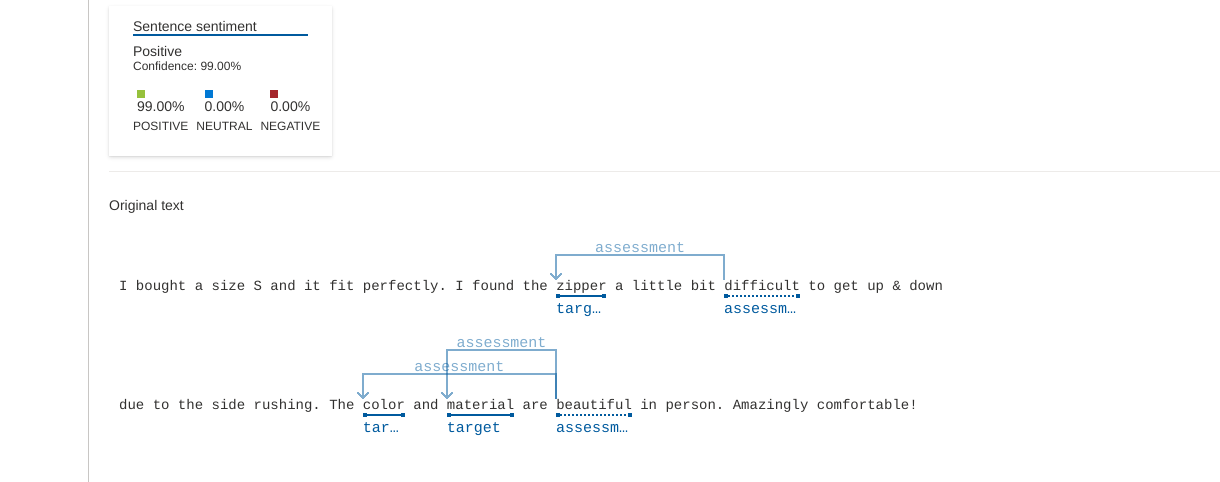 Sentence sentiment
Positive
Confidence: 99.00%
99.00% 0.00% 0.00%
POSITIVE NEUTRAL NEGATIVE
Original text
assessment
I bought a size S and it fit perfectly. I found the zipper a little bit difficult to get up & down
targ… assessm…
assessment
assessment
due to the side rushing. The color and material are beautiful in person. Amazingly comfortable!
tar… target assessm…